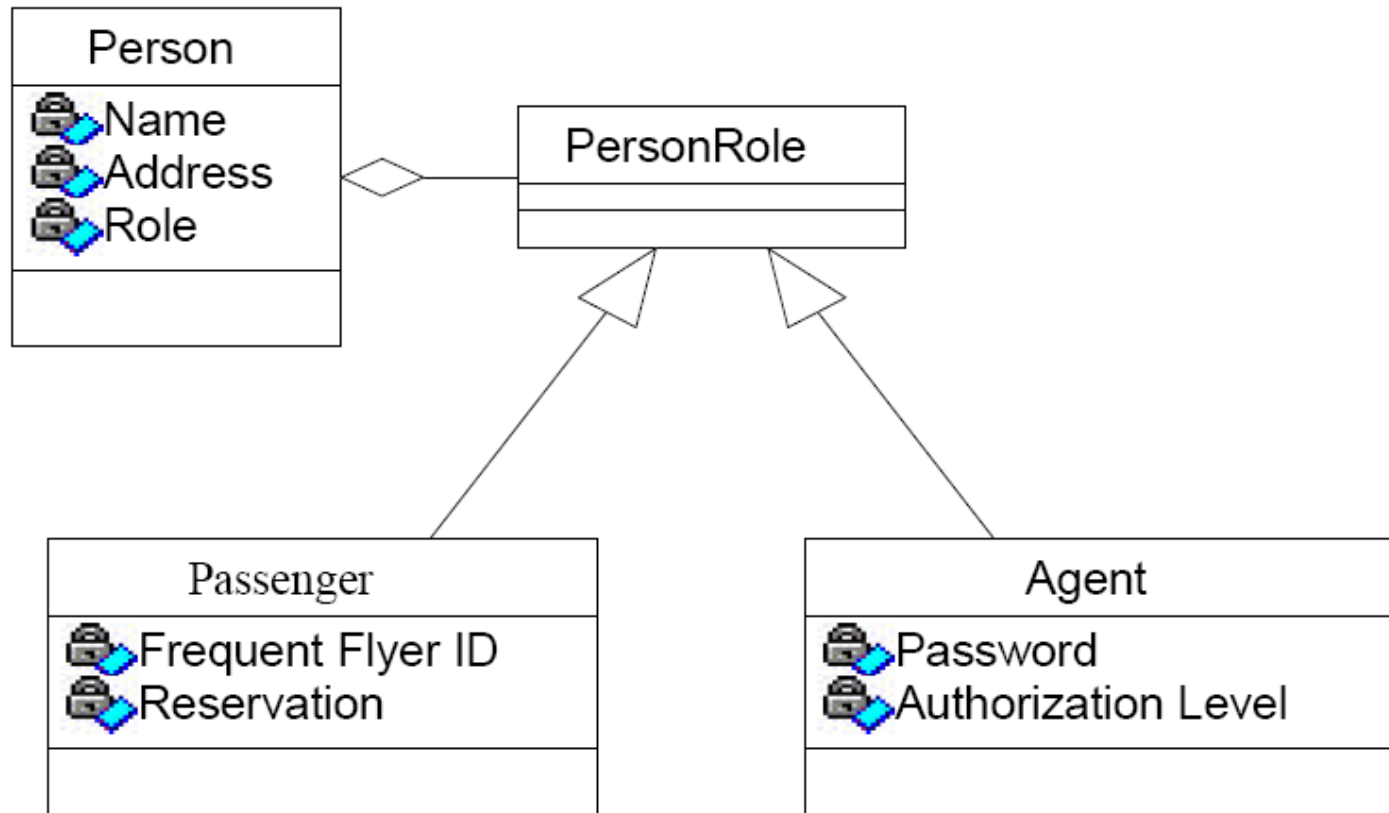 Person
Name
Address
Role
PersonRole
Passenger
Frequent Flyer ID
Reservation
Agent
Password
Authorization Level